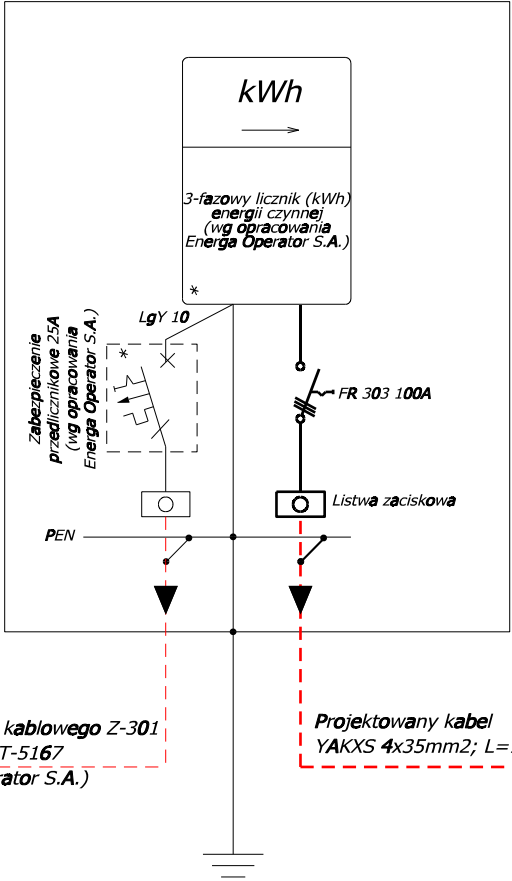 kWh
3-fazowy licznik (kWh)
energii czynnej
(wg opracowania
Energa Operator S.A.)
*
LgY 10
Zabezpieczenie
przedlicznikowe 25A
(wg opracowania
Energa Operator S.A.)
*
FR 303 100A
Listwa zaciskowa
PEN
kablowego Z-301
T-5167
rator S.A.)
Projektowany kabel
YAKXS 4x35mm2; L=